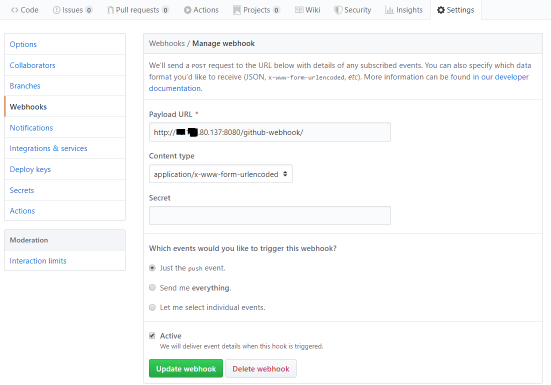 Code Issues 0 Pull requests 0 Actions Projects 0 Wiki Security Insights Settings
Options
Collaborators
Branches
Webhooks
Notifications
Integrations & services
Deploy keys
Secrets
Actions
Moderation
Interaction limits
Webhooks / Manage webhook
We'll send a POST request to the URL below with details of any subscribed events. You can also specify which data
format you'd like to receive (JSON, x-www-form-urlencoded, etc). More information can be found in our developer
documentation.
Payload URL *
http:// .80.137:8080/github-webhook/
Content type
application/x-www-form-urlencoded
Secret
Which events would you like to trigger this webhook?
Just the push event.
Send me everything.
Let me select individual events.
Active
We will deliver event details when this hook is triggered.
Update webhook Delete webhook